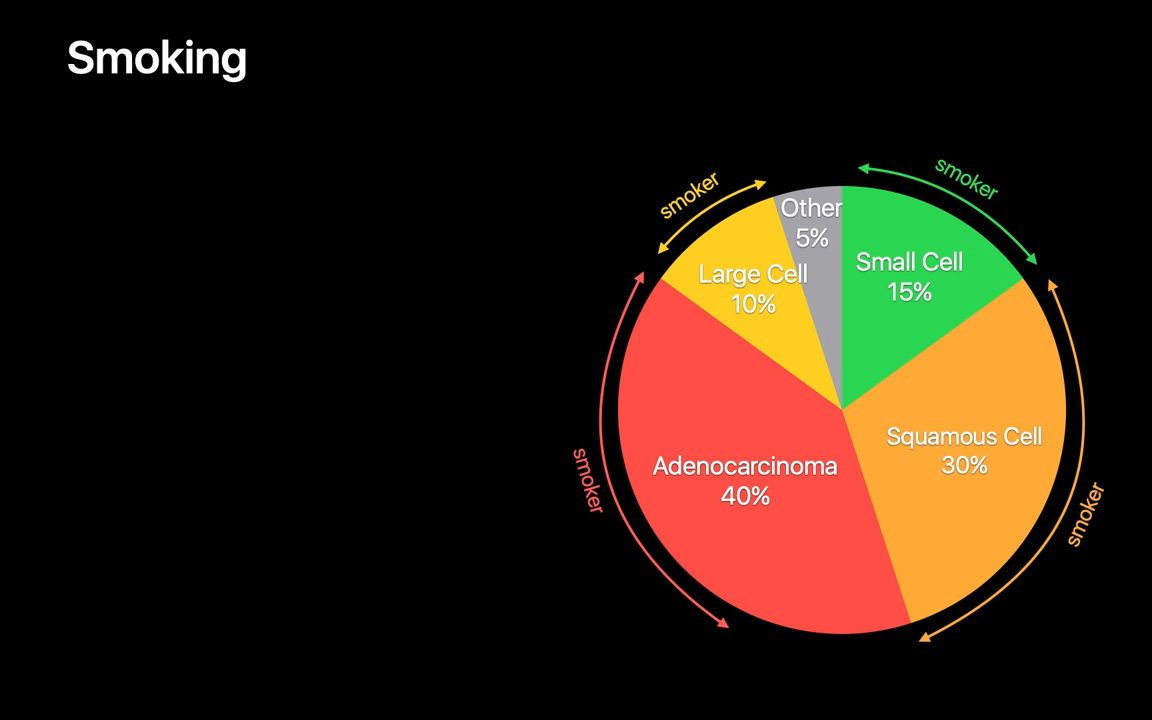 Smoking
smoker
smoker
Other
5%
Small Cell
15%
Large Cell
10%
Squamous Cell
30%
Adenocarcinoma
40%
smoker
smoker